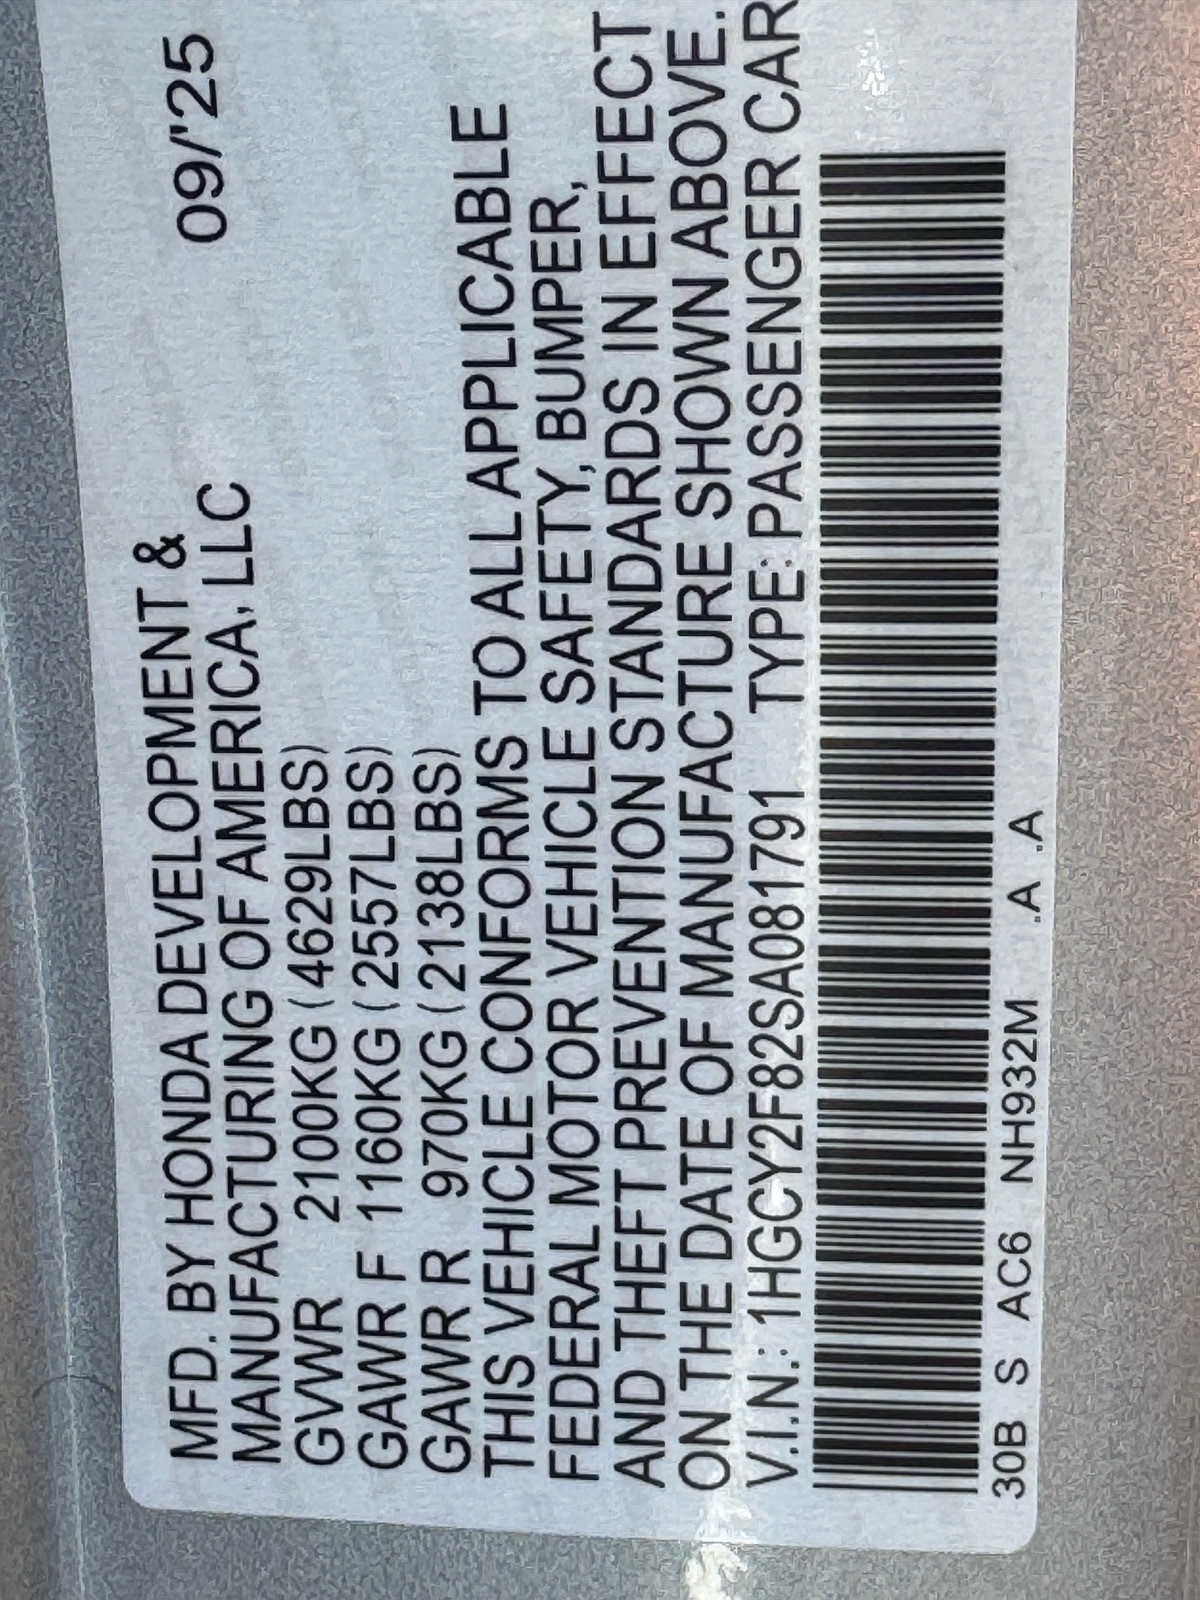 MFD. BY HONDA DEVELOPMENT & 09/'25
MANUFACTURING OF AMERICA, LLC
GVWR 2100KG (4629LBS)
GAWR F 1160KG (2557LBS)
GAWR R 970KG (2138LBS)
THIS VEHICLE CONFORMS TO ALL APPLICABLE
FEDERAL MOTOR VEHICLE SAFETY, BUMPER,
AND THEFT PREVENTION STANDARDS IN EFFECT
ON THE DATE OF MANUFACTURE SHOWN ABOVE.
V.I.N.: 1HGCY2F82SA081791 TYPE: PASSENGER CAR
30B S AC6 NH932M .A .A